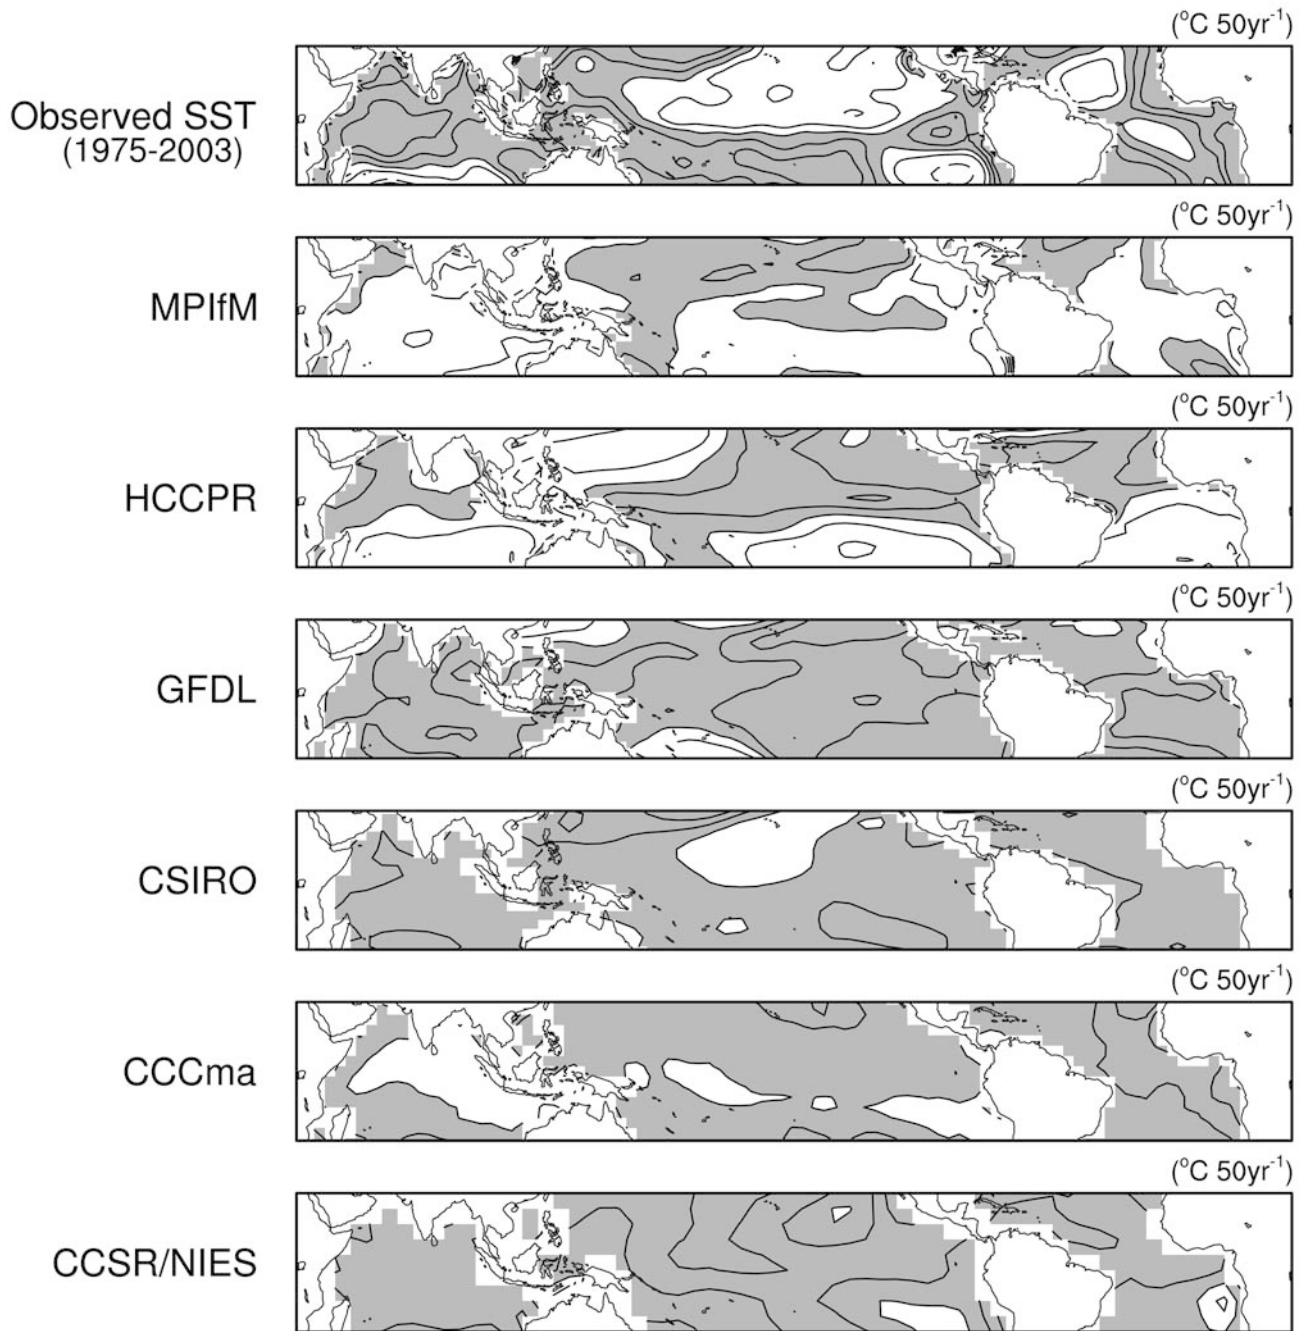 (°C 50yr⁻¹)
Observed SST
(1975-2003)
(°C 50yr⁻¹)
MPIfM
(°C 50yr⁻¹)
HCCPR
(°C 50yr⁻¹)
GFDL
(°C 50yr⁻¹)
CSIRO
(°C 50yr⁻¹)
CCCma
(°C 50yr⁻¹)
CCSR/NIES